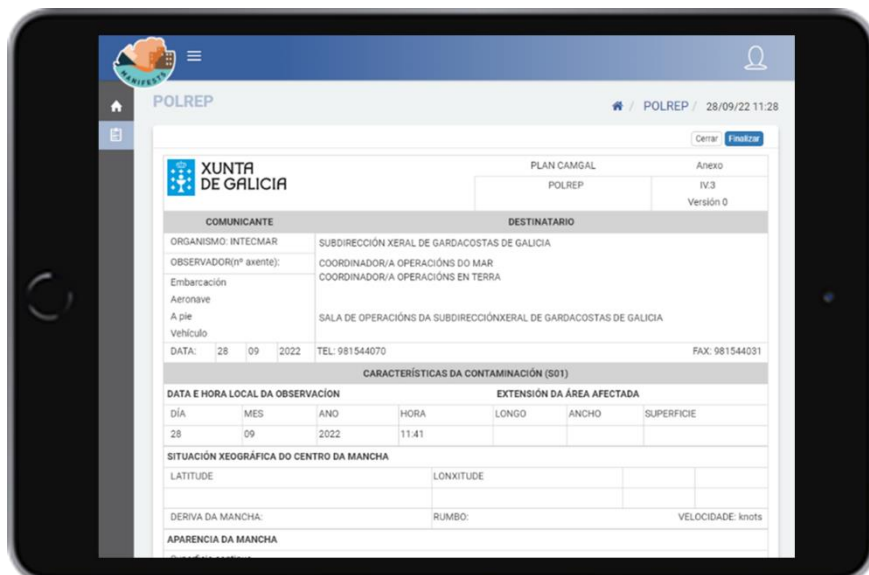 MANIFESTS
POLREP
/ POLREP / 28/09/22 11:28
Cerrar Finalizar
XUNTA
DE GALICIA
PLAN CAMGAL Anexo
POLREP IV.3
Versión 0
COMUNICANTE DESTINATARIO
ORGANISMO: INTECMAR SUBDIRECCIÓN XERAL DE GARDACOSTAS DE GALICIA
OBSERVADOR(nº axente): COORDINADOR/A OPERACIÓNS DO MAR
COORDINADOR/A OPERACIÓNS EN TERRA
Embarcación
Aeronave
A pie SALA DE OPERACIÓNS DA SUBDIRECCIÓNXERAL DE GARDACOSTAS DE GALICIA
Vehículo
DATA: 28 09 2022 TEL: 981544070 FAX: 981544031
CARACTERÍSTICAS DA CONTAMINACIÓN (S01)
DATA E HORA LOCAL DA OBSERVACÍON EXTENSIÓN DA ÁREA AFECTADA
DÍA MES ANO HORA LONGO ANCHO SUPERFICIE
28 09 2022 11:41
SITUACIÓN XEOGRÁFICA DO CENTRO DA MANCHA
LATITUDE LONXITUDE
DERIVA DA MANCHA: RUMBO: VELOCIDADE: knots
APARENCIA DA MANCHA